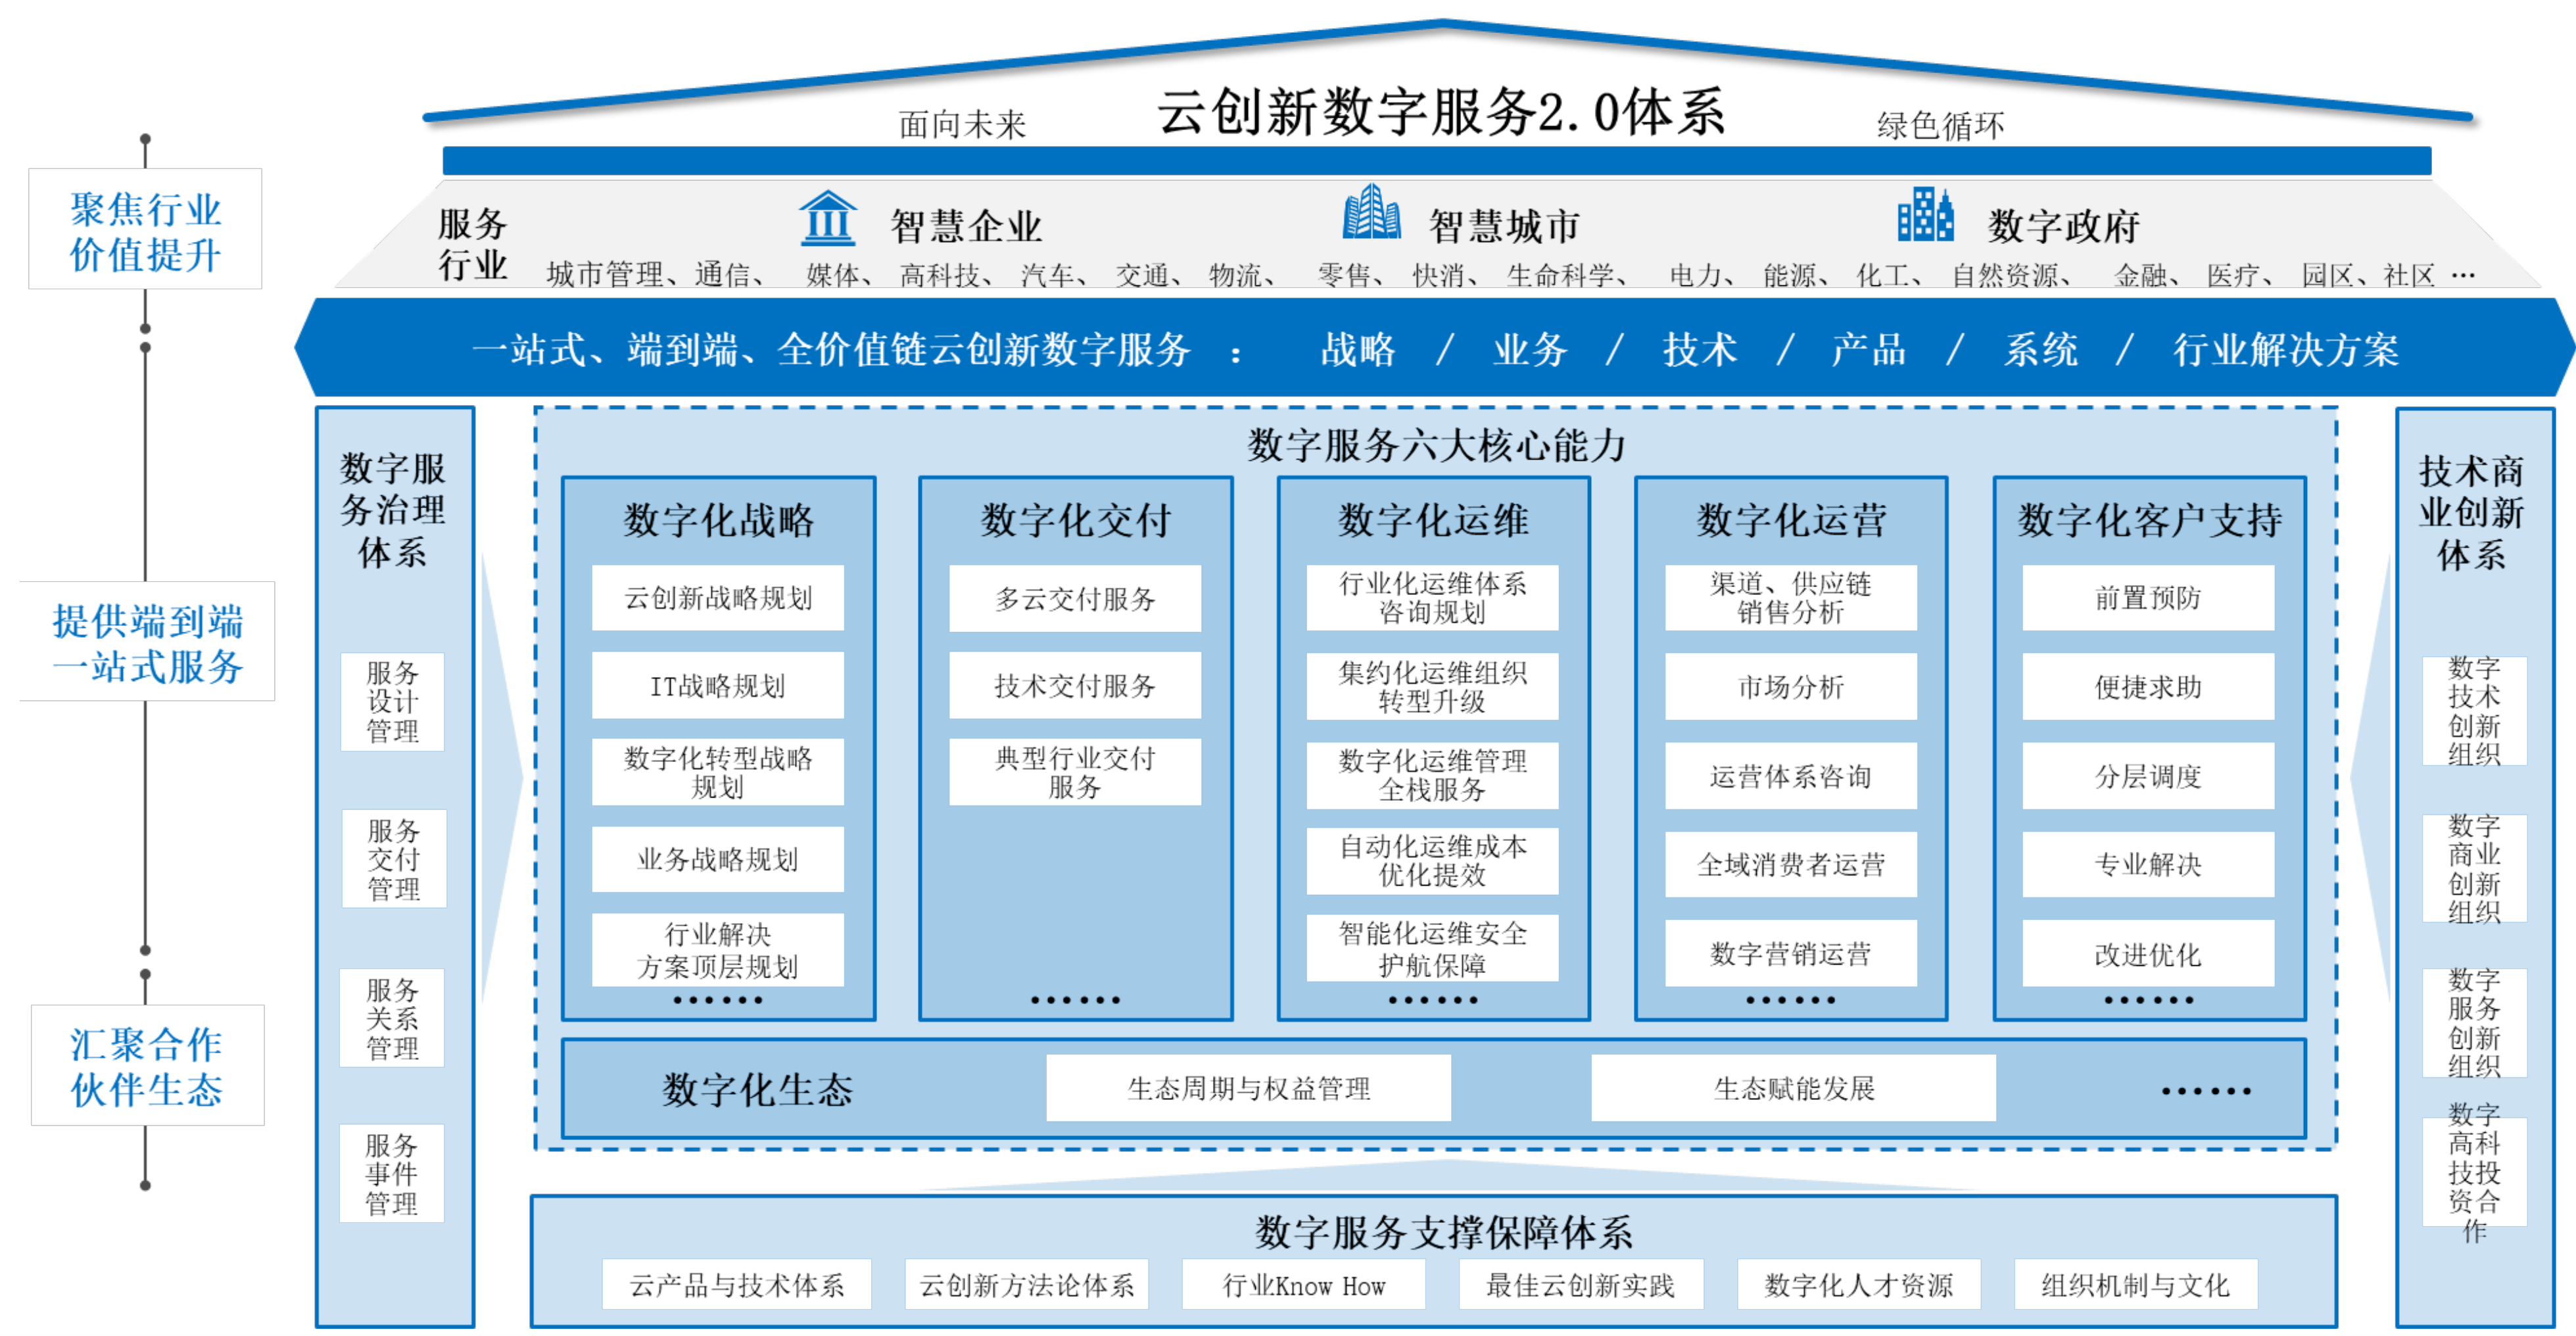 云创新数字服务2.0体系
面向未来
绿色循环
聚焦行业
价值提升
服务
行业
智慧企业
智慧城市
数字政府
城市管理、通信、 媒体、 高科技、 汽车、 交通、 物流、 零售、 快消、 生命科学、 电力、 能源、 化工、 自然资源、 金融、 医疗、 园区、社区 …
一站式、端到端、全价值链云创新数字服务 ： 战略 / 业务 / 技术 / 产品 / 系统 / 行业解决方案
提供端到端
一站式服务
汇聚合作
伙伴生态
数字服
务治理
体系
服务
设计
管理
服务
交付
管理
服务
关系
管理
服务
事件
管理
数字服务六大核心能力
数字化战略
云创新战略规划
IT战略规划
数字化转型战略
规划
业务战略规划
行业解决
方案顶层规划
••••••
数字化交付
多云交付服务
技术交付服务
典型行业交付
服务
••••••
数字化运维
行业化运维体系
咨询规划
集约化运维组织
转型升级
数字化运维管理
全栈服务
自动化运维成本
优化提效
智能化运维安全
护航保障
••••••
数字化运营
渠道、供应链
销售分析
市场分析
运营体系咨询
全域消费者运营
数字营销运营
••••••
数字化客户支持
前置预防
便捷求助
分层调度
专业解决
改进优化
••••••
数字化生态
生态周期与权益管理
生态赋能发展
••••••
技术商
业创新
体系
数字
技术
创新
组织
数字
商业
创新
组织
数字
服务
创新
组织
数字
高科
技投
资合
作
数字服务支撑保障体系
云产品与技术体系
云创新方法论体系
行业Know How
最佳云创新实践
数字化人才资源
组织机制与文化